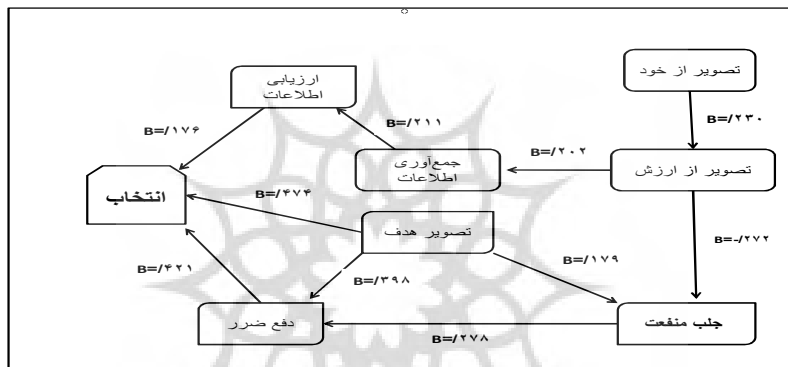 ارزیابی
اطلاعات
تصویر از خود
B=/۱۷۶
B=/۲۱۱
B=/۲۳۰
جمع‌آوری
اطلاعات
B=/۲۰۲
تصویر از ارزش
انتخاب
B=/۴۷۴
تصویر هدف
B=-/۲۷۲
B=/۴۲۱
B=/۳۹۸
B=/۱۷۹
دفع ضرر
جلب منفعت
B=/۲۷۸